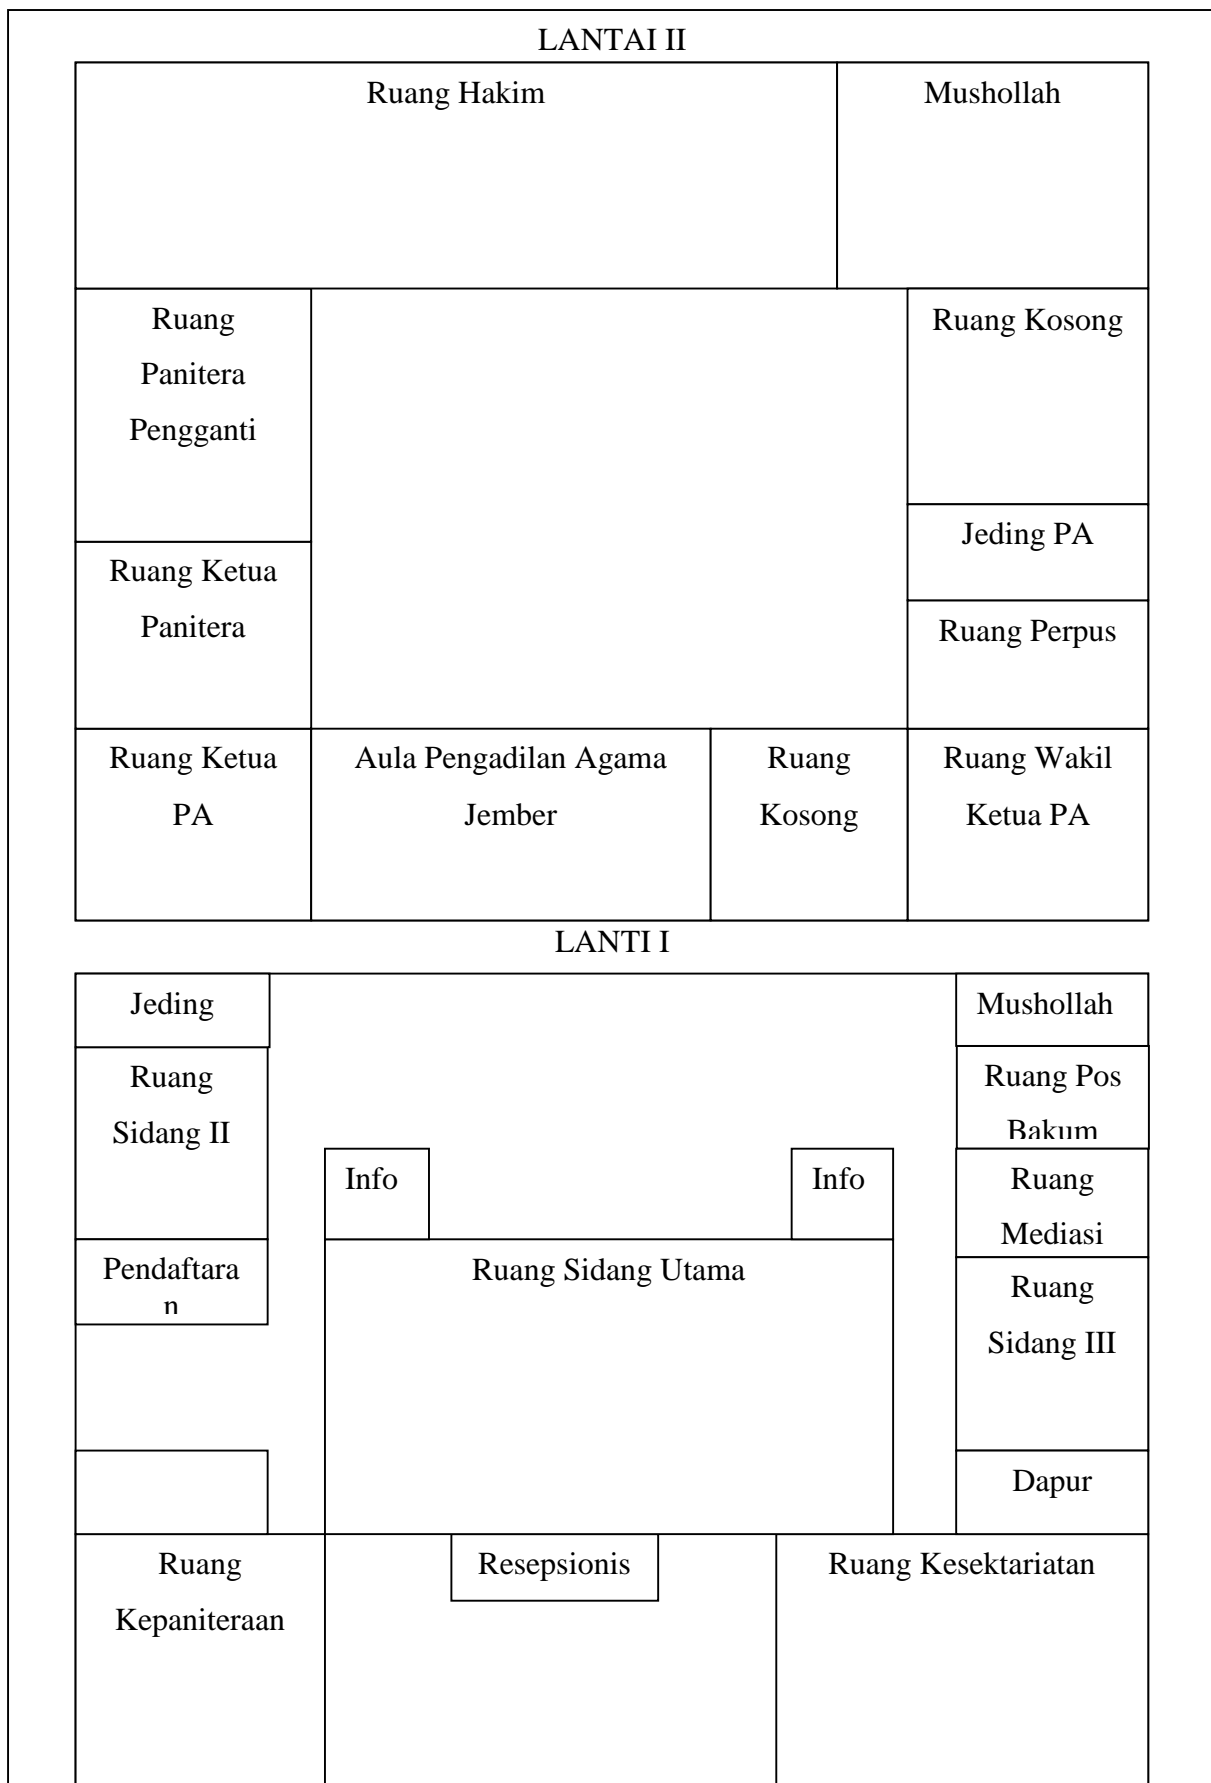 LANTAI II
Ruang Hakim
Mushollah
Ruang
Panitera
Pengganti
Ruang Kosong
Jeding PA
Ruang Ketua
Panitera
Ruang Perpus
Ruang Ketua
PA
Aula Pengadilan Agama
Jember
Ruang
Kosong
Ruang Wakil
Ketua PA
LANTI I
Jeding
Mushollah
Ruang
Sidang II
Ruang Pos
Bakum
Info
Info
Ruang
Mediasi
Pendaftara
n
Ruang Sidang Utama
Ruang
Sidang III
Dapur
Ruang
Kepaniteraan
Resepsionis
Ruang Kesektariatan